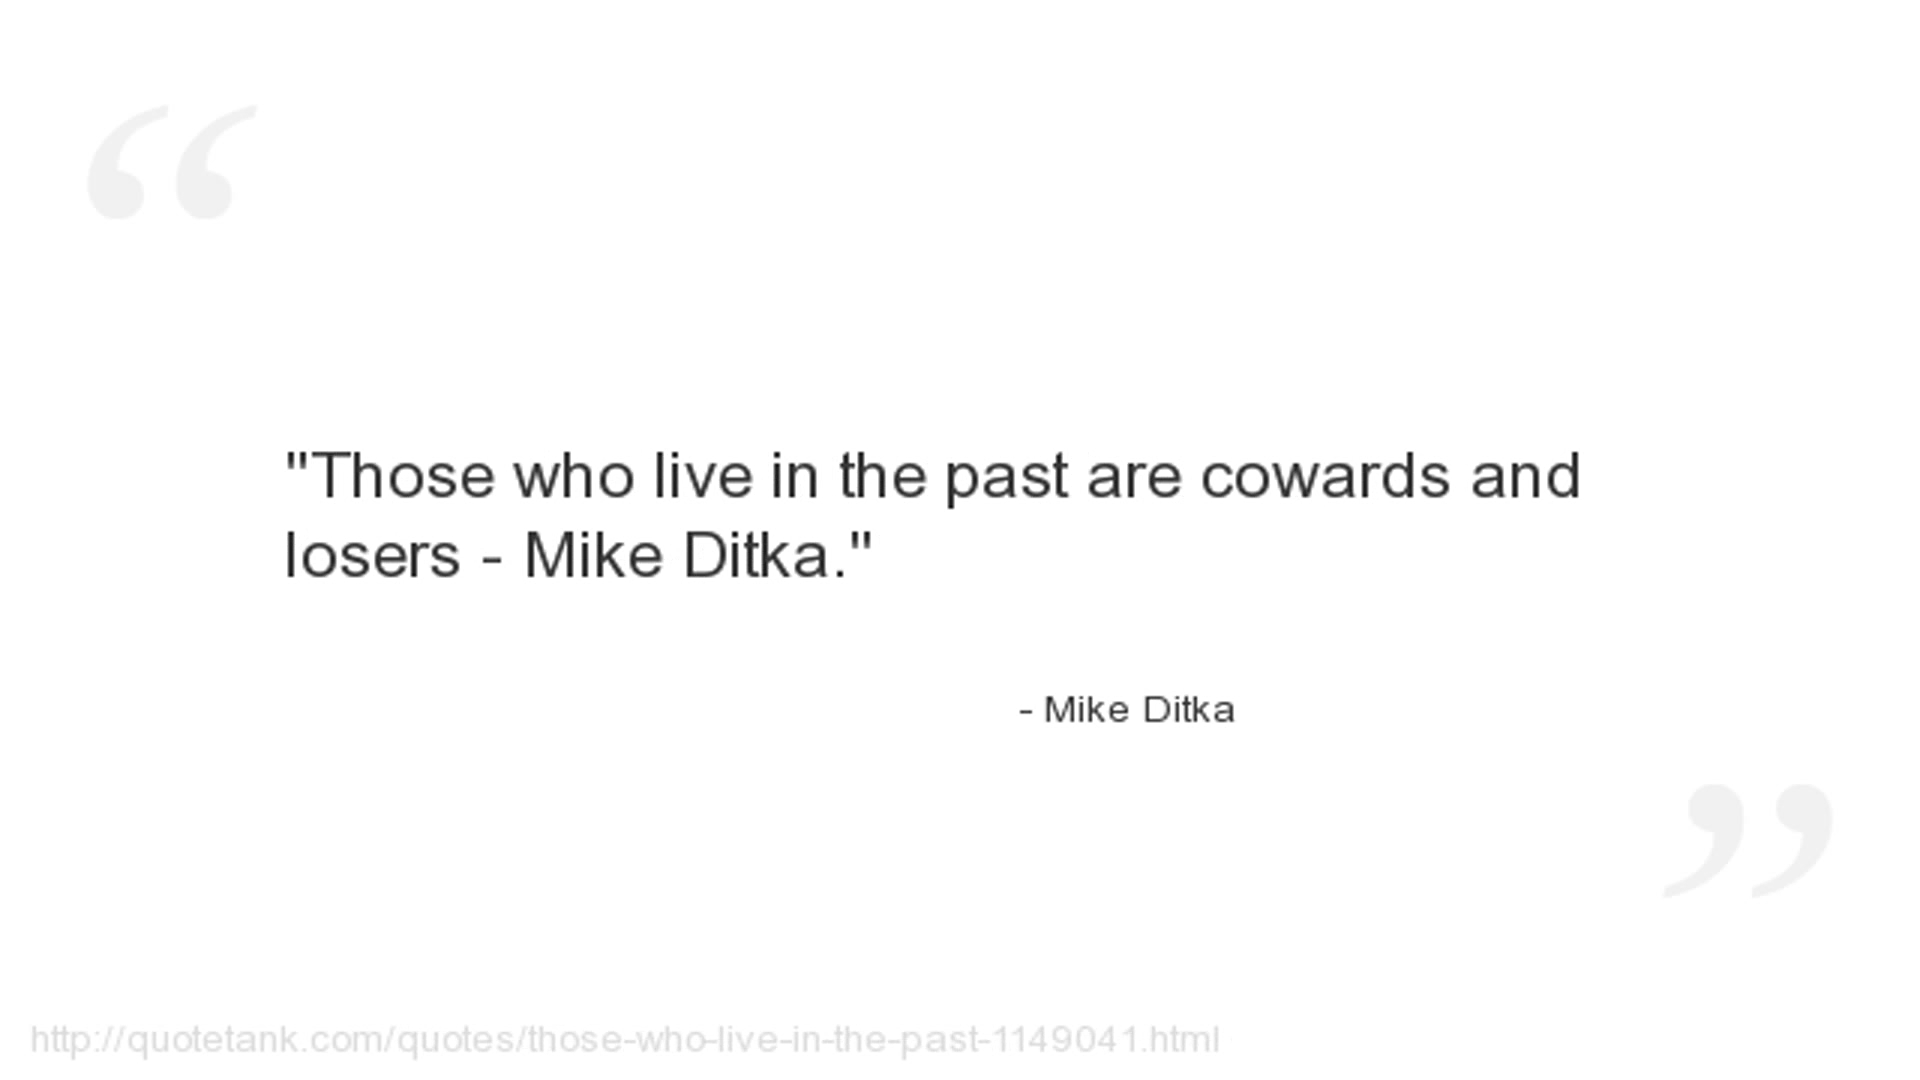 "Those who live in the past are cowards and
losers - Mike Ditka."
- Mike Ditka
http://quotetank.com/quotes/those-who-live-in-the-past-1149041.html